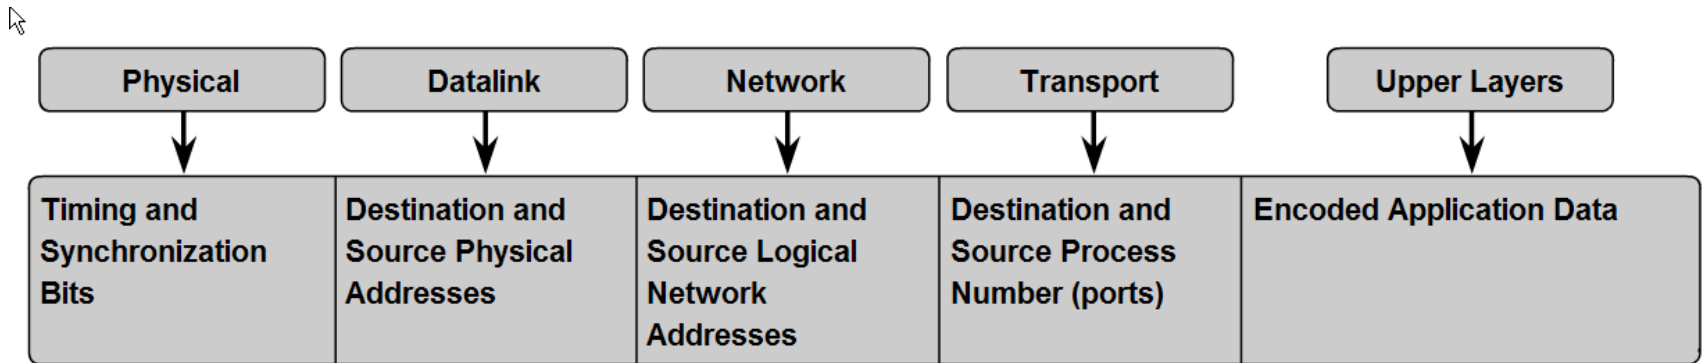 Physical
Datalink
Network
Transport
Upper Layers
Timing and
Synchronization
Bits
Destination and
Source Physical
Addresses
Destination and
Source Logical
Network
Addresses
Destination and
Source Process
Number (ports)
Encoded Application Data